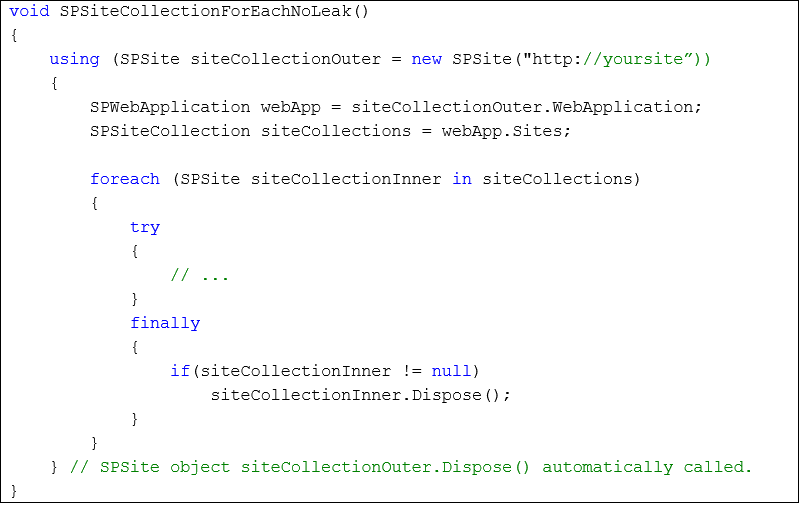 void SPSiteCollectionForEachNoLeak()
{
    using (SPSite siteCollectionOuter = new SPSite("http://yoursite”))
    {
        SPWebApplication webApp = siteCollectionOuter.WebApplication;
        SPSiteCollection siteCollections = webApp.Sites;

        foreach (SPSite siteCollectionInner in siteCollections)
        {
            try
            {
                // ...
            }
            finally
            {
                if(siteCollectionInner != null)
                    siteCollectionInner.Dispose();
            }
        }
    } // SPSite object siteCollectionOuter.Dispose() automatically called.
}